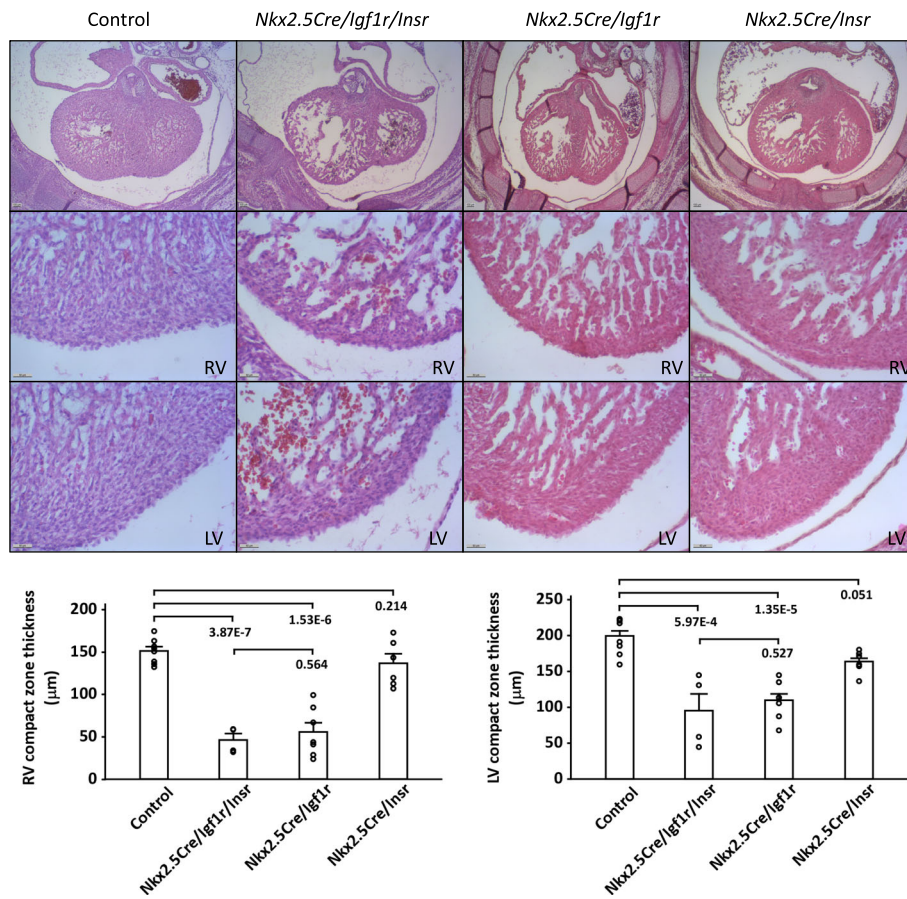 Control
Nkx2.5Cre/Igf1r/Insr
Nkx2.5Cre/Igf1r
Nkx2.5Cre/Insr
RV
RV
RV
RV
LV
LV
LV
LV
RV compact zone thickness
(μm)
200
150
100
50
0
3.87E-7
1.53E-6
0.214
0.564
Control
Nkx2.5Cre/Igf1r/Insr
Nkx2.5Cre/Igf1r
Nkx2.5Cre/Insr
LV compact zone thickness
(μm)
250
200
150
100
50
0
5.97E-4
1.35E-5
0.051
0.527
Control
Nkx2.5Cre/Igf1r/Insr
Nkx2.5Cre/Igf1r
Nkx2.5Cre/Insr